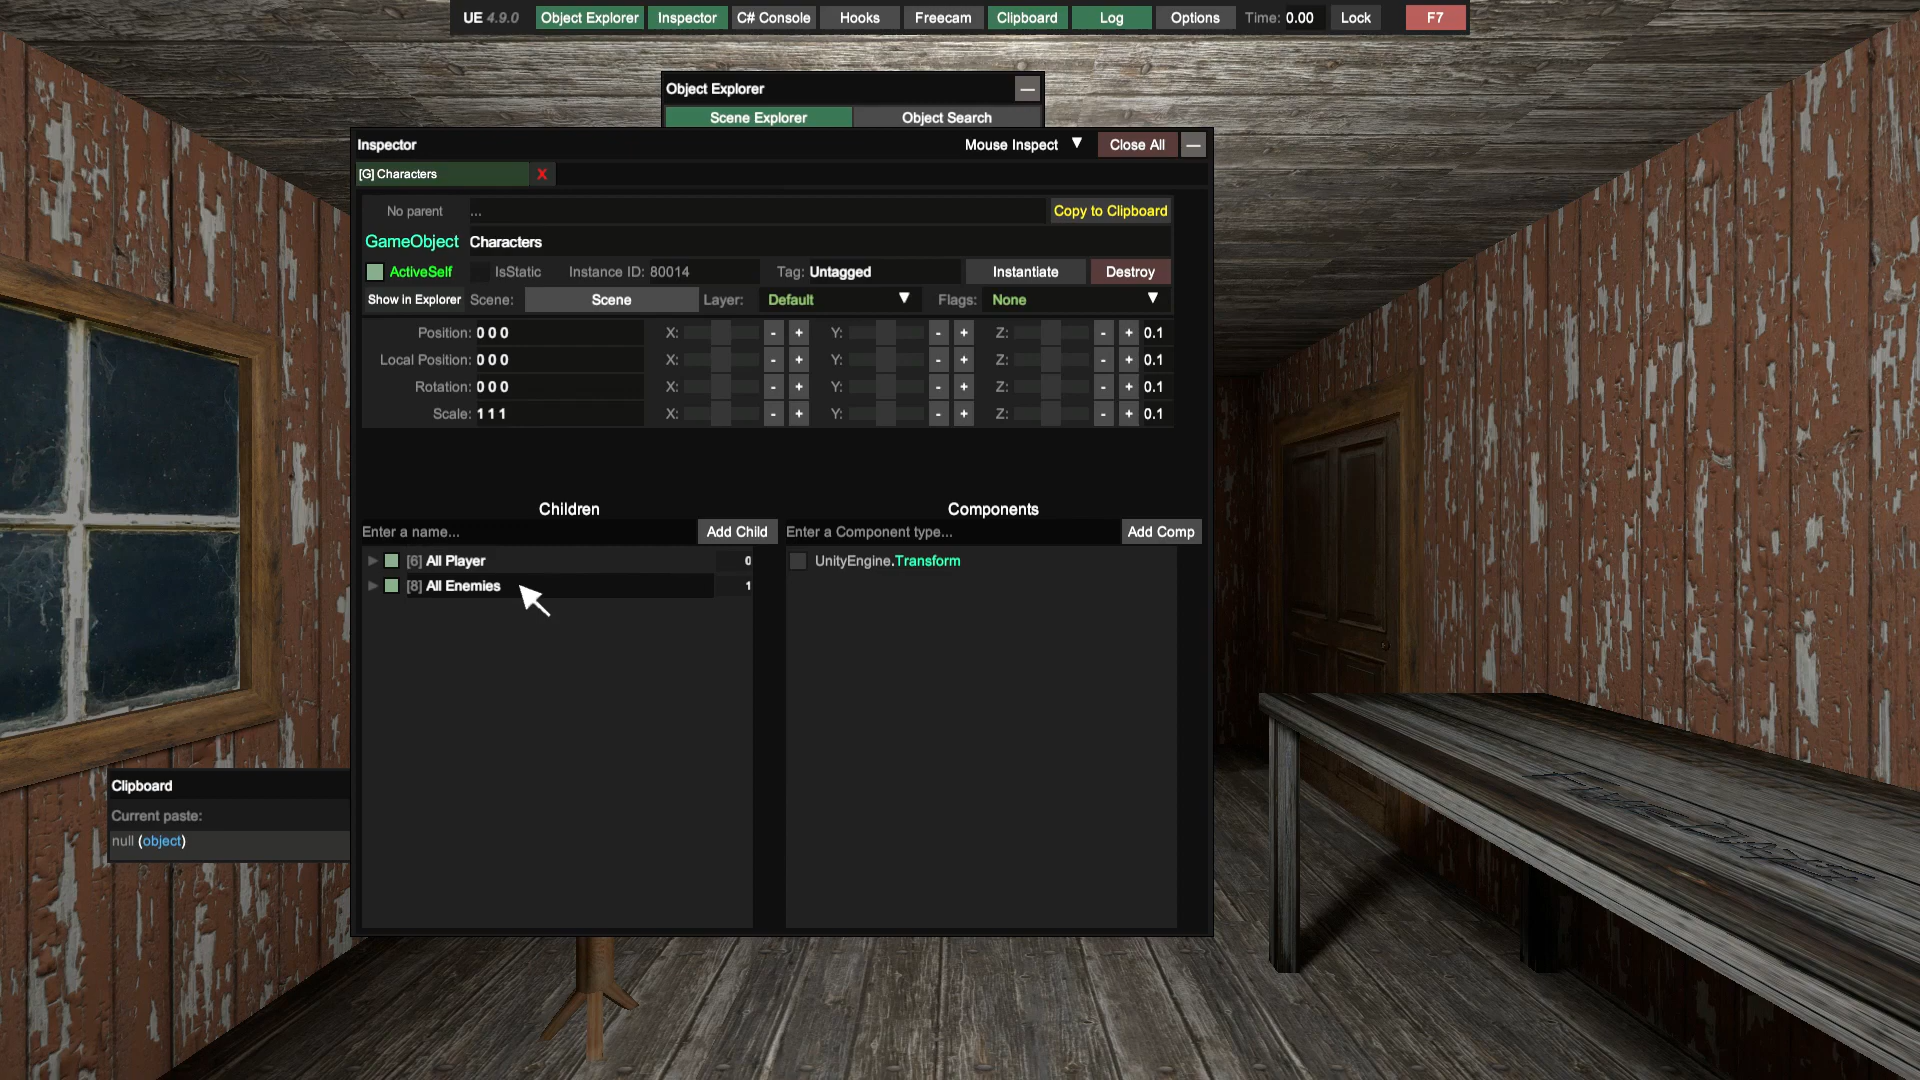 UE 4.9.0 Object Explorer Inspector C# Console Hooks Freecam Clipboard Log Options Time: 0.00 Lock F7
Object Explorer —
Scene Explorer Object Search
Inspector Mouse Inspect ▼ Close All —
[G] Characters X
No parent ... Copy to Clipboard
GameObject Characters
ActiveSelf IsStatic Instance ID: 80014 Tag: Untagged Instantiate Destroy
Show in Explorer Scene: Scene Layer: Default ▼ Flags: None ▼
Position: 0 0 0 X: - + Y: - + Z: - + 0.1
Local Position: 0 0 0 X: - + Y: - + Z: - + 0.1
Rotation: 0 0 0 X: - + Y: - + Z: - + 0.1
Scale: 1 1 1 X: - + Y: - + Z: - + 0.1
Children
Enter a name... Add Child
► [6] All Player 0
► [8] All Enemies 1
Components
Enter a Component type... Add Comp
UnityEngine.Transform
Clipboard
Current paste:
null (object)